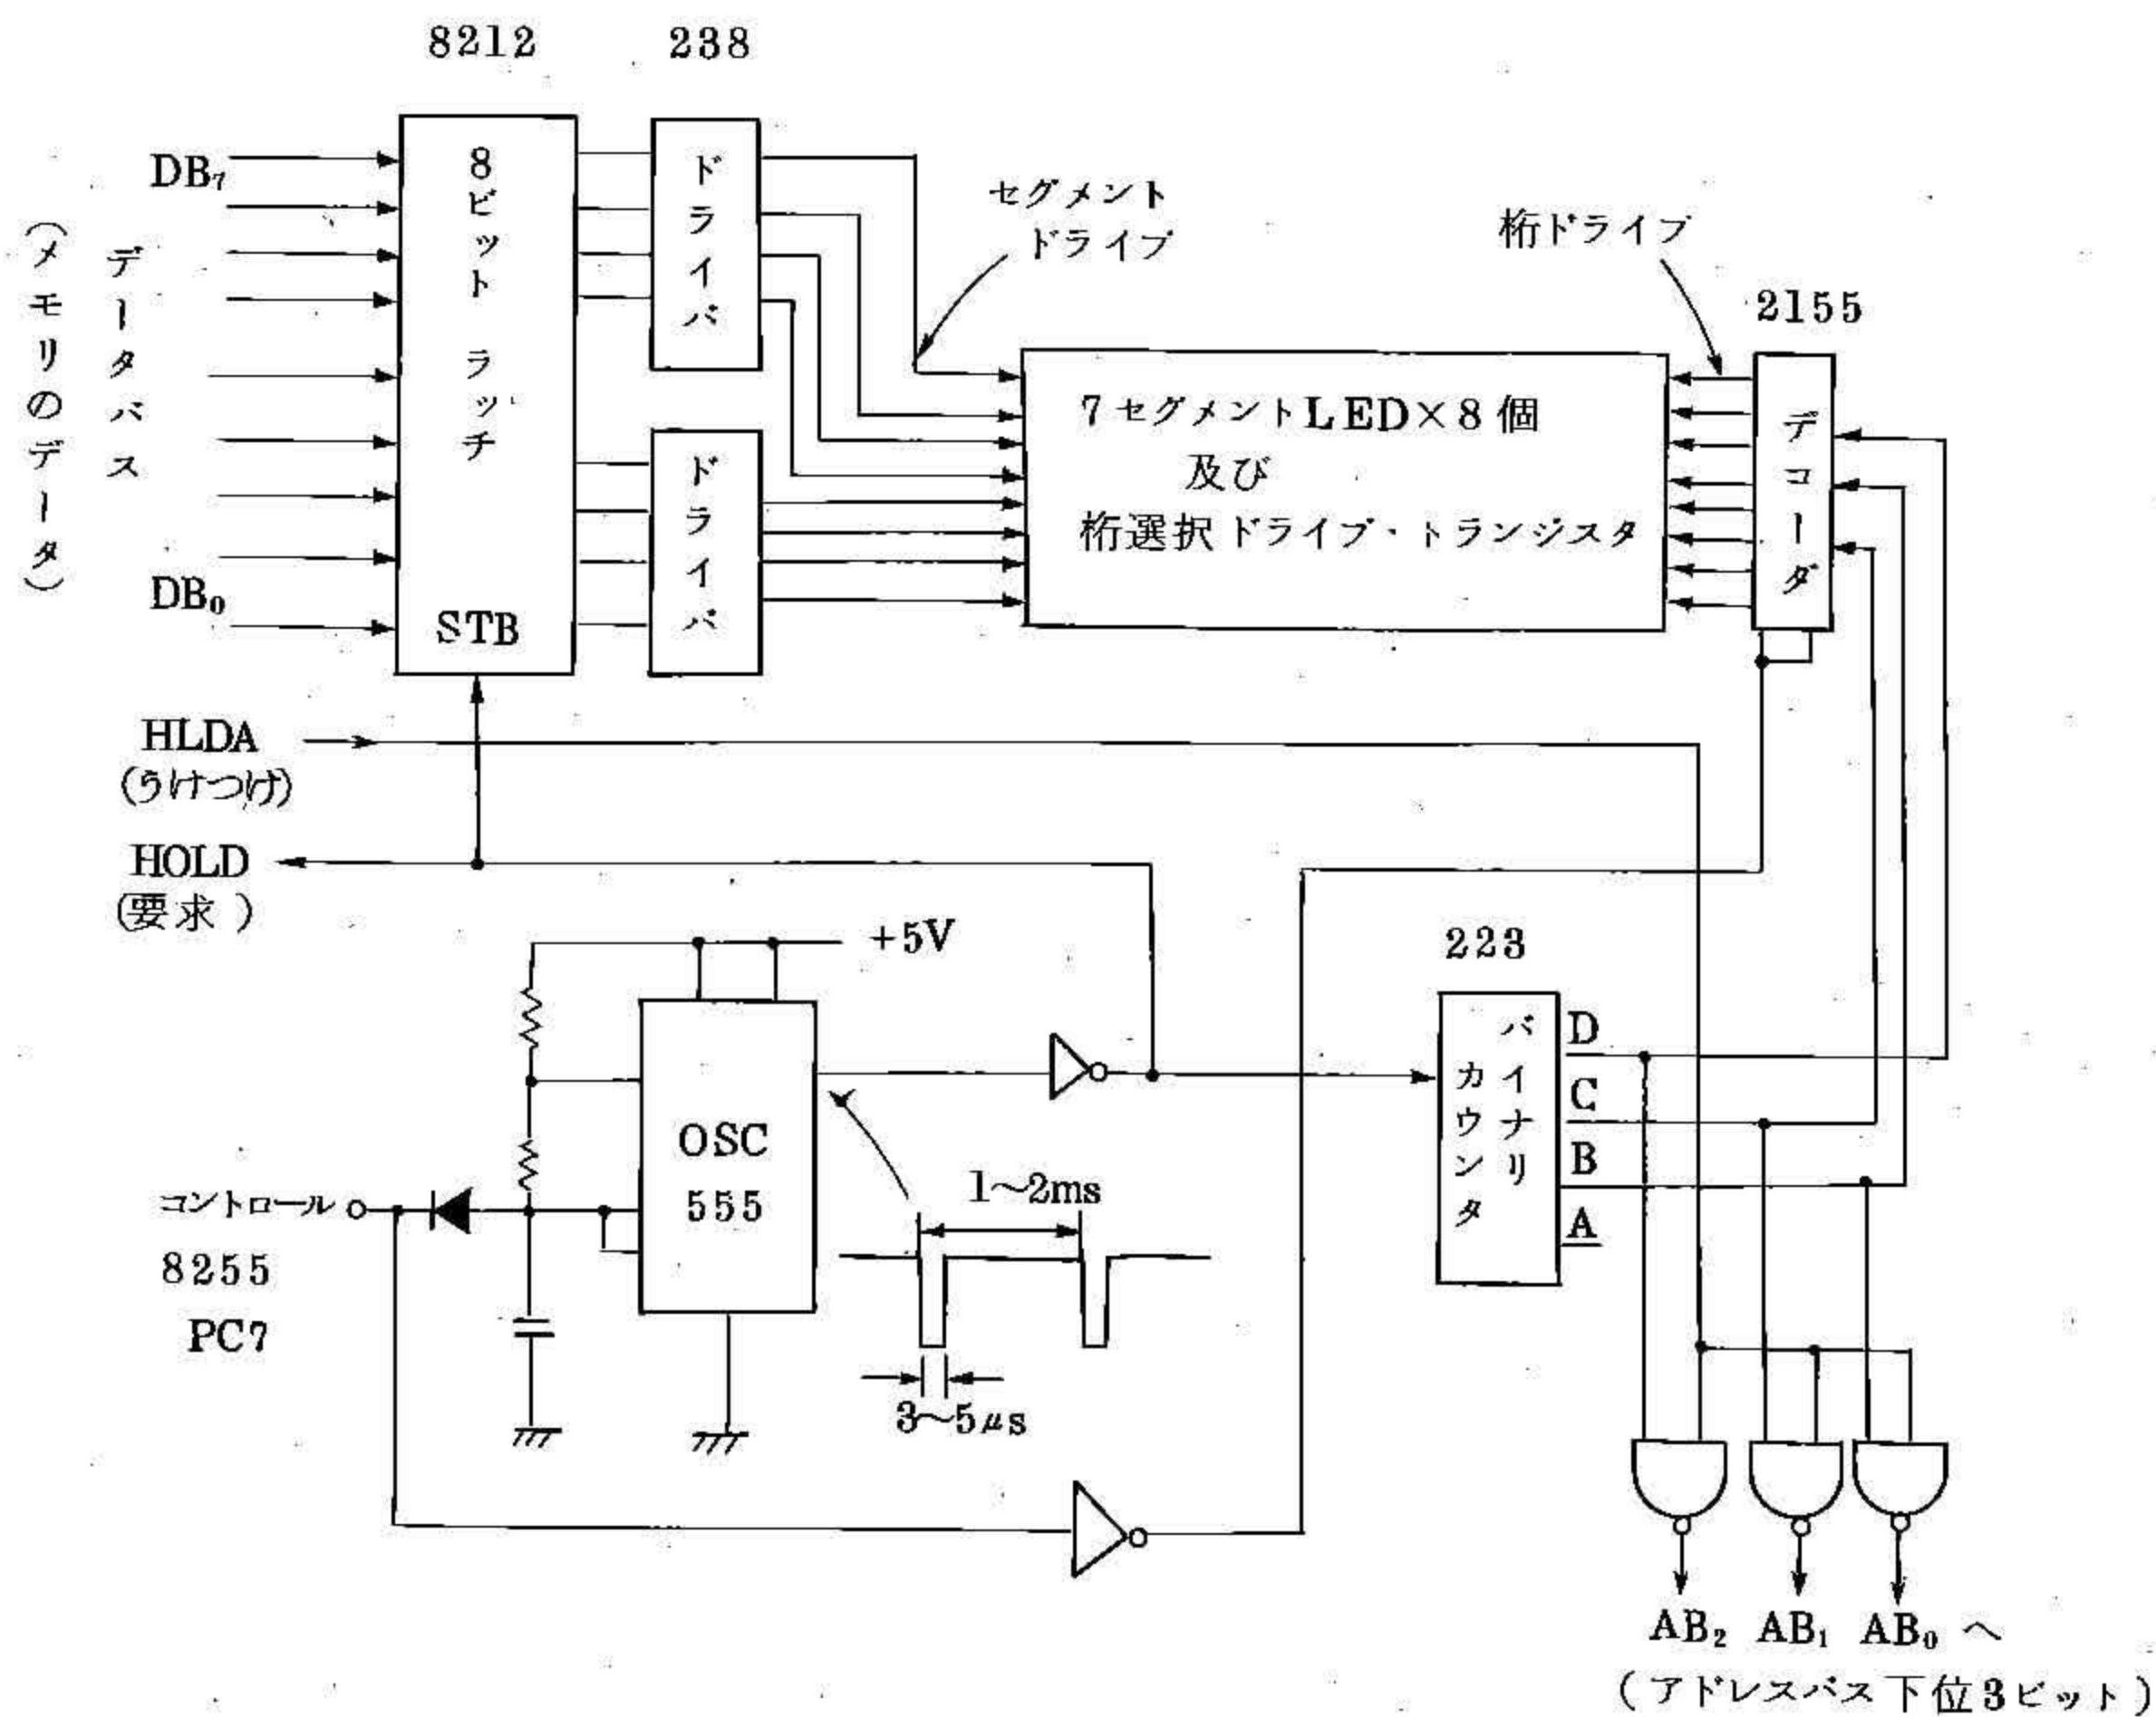 8212
238
DB₇
データバス
(メモリのデータ)
DB₀
8ビット ラッチ
STB
ドライバ
ドライバ
セグメント
ドライブ
桁ドライブ
2155
デコーダ
7セグメントLED×8個
及び
桁選択ドライブ・トランジスタ
HLDA
(うけつけ)
HOLD
(要求)
+5V
223
バイナリ
カウンタ
D
C
B
A
OSC
555
1～2ms
3～5μs
コントロール
8255
PC7
AB₂ AB₁ AB₀ へ
(アドレスバス下位3ビット)